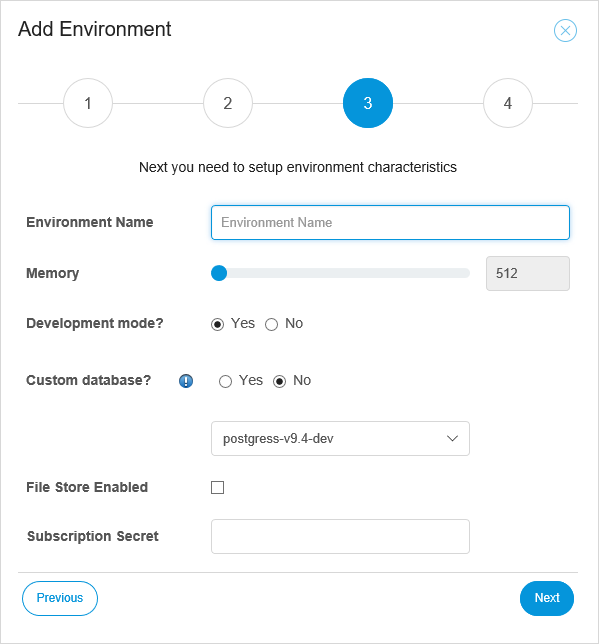 Add Environment
1 2 3 4
Next you need to setup environment characteristics
Environment Name Environment Name
Memory 512
Development mode? Yes No
Custom database? Yes No
postgress-v9.4-dev
File Store Enabled
Subscription Secret
Previous Next